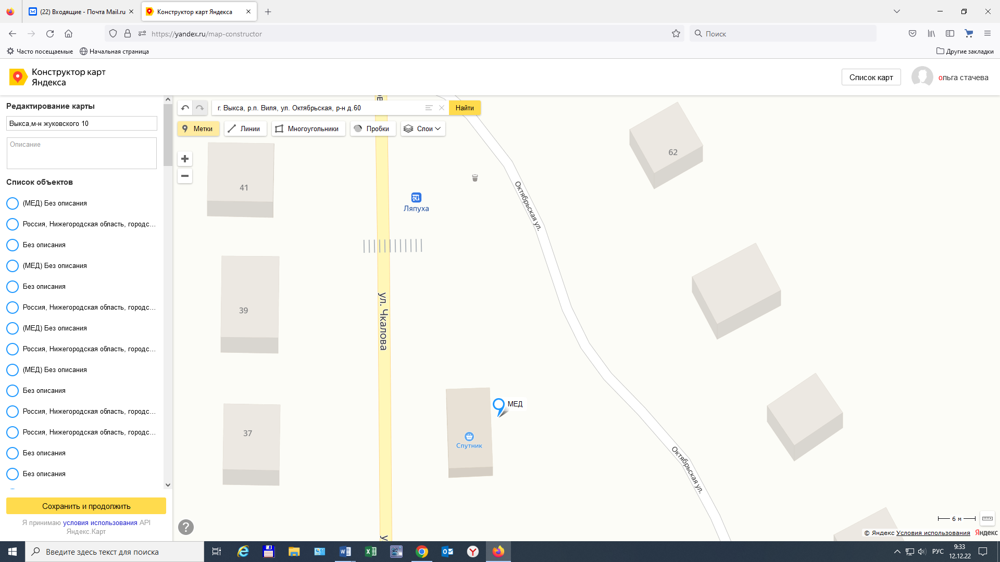 (22) Входящие - Почта Mail.ru
Конструктор карт Яндекса
https://yandex.ru/map-constructor
Поиск
Часто посещаемые
Начальная страница
Другие закладки
Конструктор карт
Яндекса
Список карт
ольга стачева
Редактирование карты
Выкса,м-н жуковского 10
Описание
Список объектов
(МЕД) Без описания
Россия, Нижегородская область, городс...
Без описания
(МЕД) Без описания
Без описания
Россия, Нижегородская область, городс...
(МЕД) Без описания
Россия, Нижегородская область, городс...
(МЕД) Без описания
Без описания
Россия, Нижегородская область, городс...
Россия, Нижегородская область, городс...
Без описания
Без описания
Сохранить и продолжить
Я принимаю условия использования API
Яндекс.Карт
г. Выкса, р.п. Виля, ул. Октябрьская, р-н д.60
Найти
Метки
Линии
Многоугольники
Пробки
Слои
62
41
Ляпуха
Октябрьская ул.
39
ул. Чкалова
МЕД
37
Спутник
Октябрьская ул.
?
6 м
© Яндекс Условия использования
Яндекс
Введите здесь текст для поиска
РУС
9:33
12.12.22